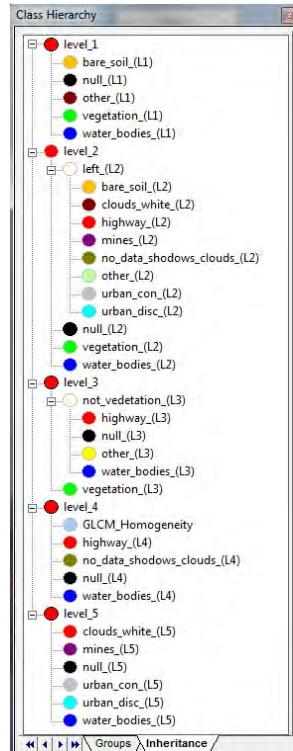 Class Hierarchy
level_1
bare_soil_(L1)
null_(L1)
other_(L1)
vegetation_(L1)
water_bodies_(L1)
level_2
left_(L2)
bare_soil_(L2)
clouds_white_(L2)
highway_(L2)
mines_(L2)
no_data_shodows_clouds_(L2)
other_(L2)
urban_con_(L2)
urban_disc_(L2)
null_(L2)
vegetation_(L2)
water_bodies_(L2)
level_3
not_vedetation_(L3)
highway_(L3)
null_(L3)
other_(L3)
water_bodies_(L3)
vegetation_(L3)
level_4
GLCM_Homogeneity
highway_(L4)
no_data_shodows_clouds_(L4)
null_(L4)
water_bodies_(L4)
level_5
clouds_white_(L5)
mines_(L5)
null_(L5)
urban_con_(L5)
urban_disc_(L5)
water_bodies_(L5)
Groups Inheritance